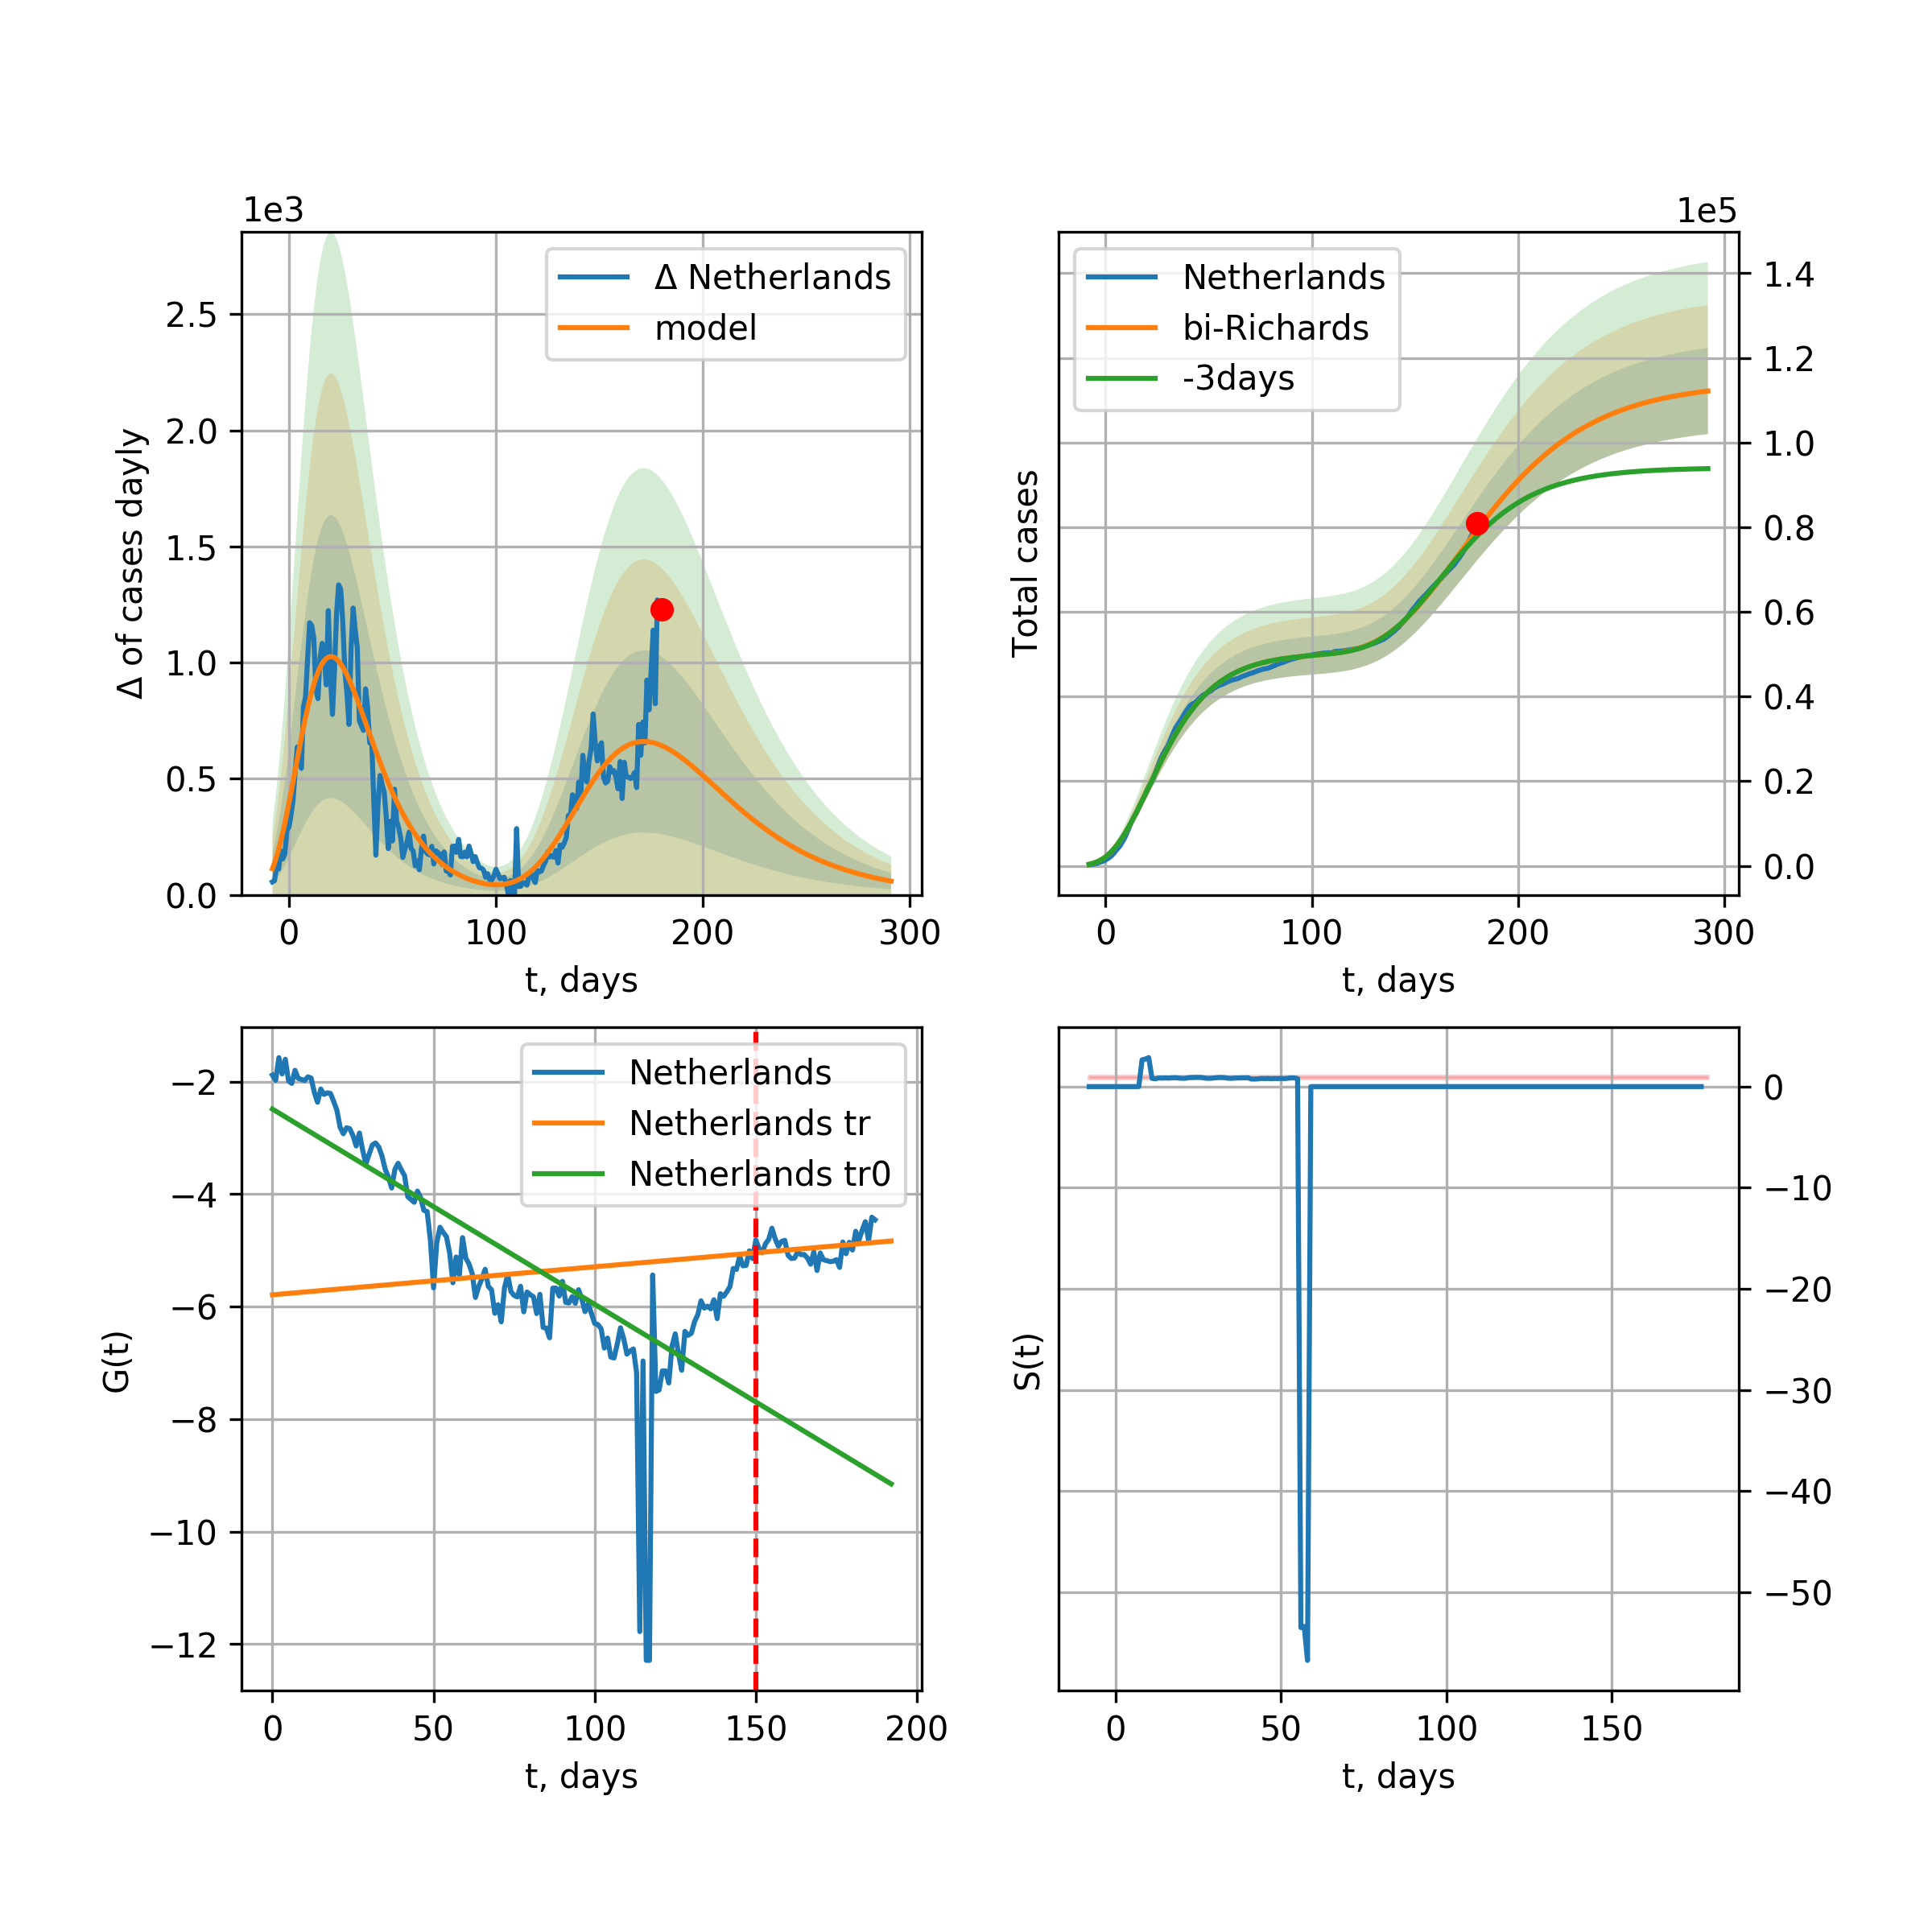 1e3
Δ of cases dayly
2.5
2.0
1.5
1.0
0.5
0.0
0
100
200
300
t, days
Δ Netherlands
model
1e5
Total cases
1.4
1.2
1.0
0.8
0.6
0.4
0.2
0.0
0
100
200
300
t, days
Netherlands
bi-Richards
-3days
G(t)
−2
−4
−6
−8
−10
−12
0
50
100
150
200
t, days
Netherlands
Netherlands tr
Netherlands tr0
S(t)
0
−10
−20
−30
−40
−50
0
50
100
150
t, days